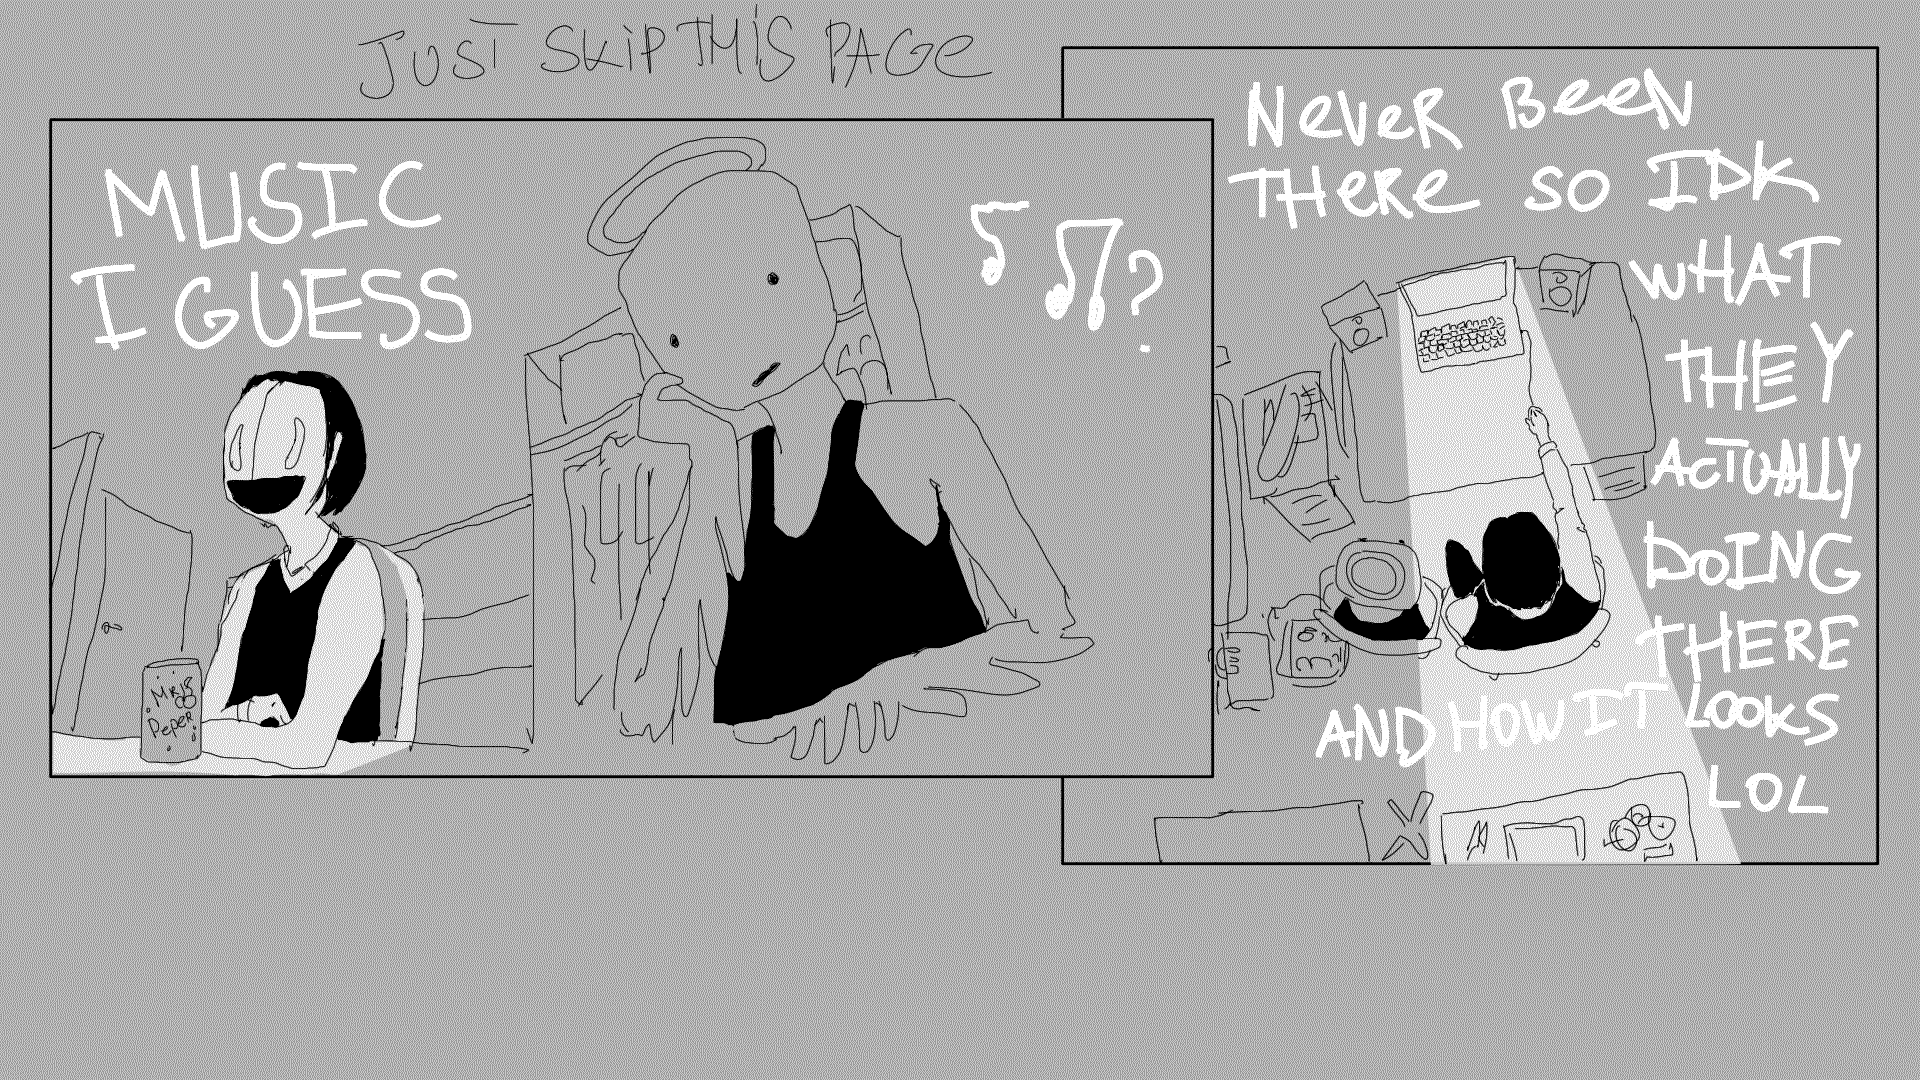 JUST SKIP THIS PAGE
MUSIC
I GUESS
?
MR18
PePeR
NeVeR BeeN
THeRe SO IDK
WHAT
THEY
ACTUALLY
DOING
THERE
AND HOW IT LOOKS
LOL